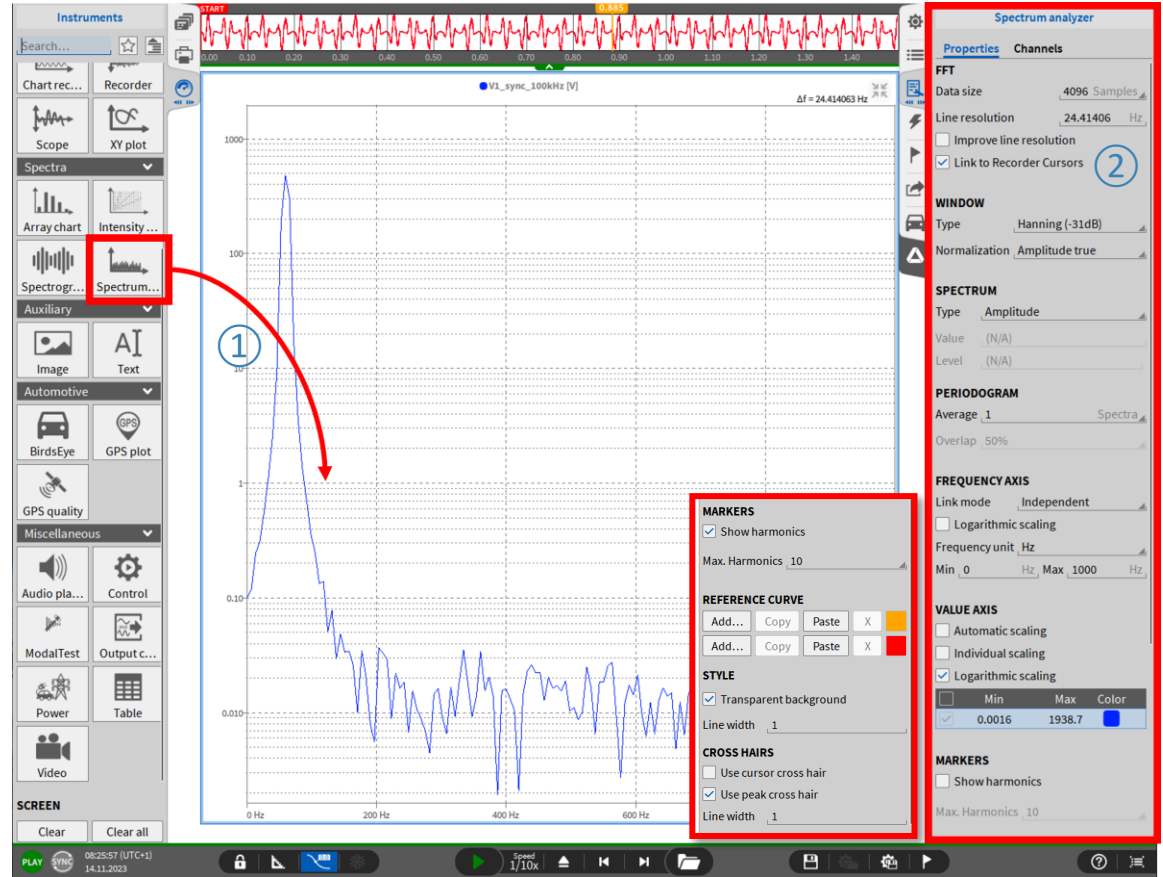 Instruments
Search...
Chart rec...
Recorder
Scope
XY plot
Spectra
Array chart
Intensity ...
Spectrogr...
Spectrum...
Auxiliary
Image
Text
Automotive
BirdsEye
GPS plot
GPS quality
Miscellaneous
Audio pla...
Control
ModalTest
Output c...
Power
Table
Video
SCREEN
Clear
Clear all
START
0.885
0.00 0.10 0.20 0.30 0.40 0.50 0.60 0.70 0.80 0.90 1.00 1.10 1.20 1.30 1.40
V1_sync_100kHz [V]
Δf = 24.414063 Hz
1000
100
10
1
0.10
0.010
0 Hz
200 Hz
400 Hz
600 Hz
1
MARKERS
Show harmonics
Max. Harmonics 10
REFERENCE CURVE
Add... Copy Paste X
Add... Copy Paste X
STYLE
Transparent background
Line width 1
CROSS HAIRS
Use cursor cross hair
Use peak cross hair
Line width 1
Spectrum analyzer
Properties Channels
FFT
Data size 4096 Samples
Line resolution 24.41406 Hz
Improve line resolution
Link to Recorder Cursors
2
WINDOW
Type Hanning (-31dB)
Normalization Amplitude true
SPECTRUM
Type Amplitude
Value (N/A)
Level (N/A)
PERIODOGRAM
Average 1 Spectra
Overlap 50%
FREQUENCY AXIS
Link mode Independent
Logarithmic scaling
Frequency unit Hz
Min 0 Hz Max 1000 Hz
VALUE AXIS
Automatic scaling
Individual scaling
Logarithmic scaling
Min Max Color
0.0016 1938.7
MARKERS
Show harmonics
Max. Harmonics 10
PLAY
SYNC
08:25:57 (UTC+1)
14.11.2023
Speed
1/10x